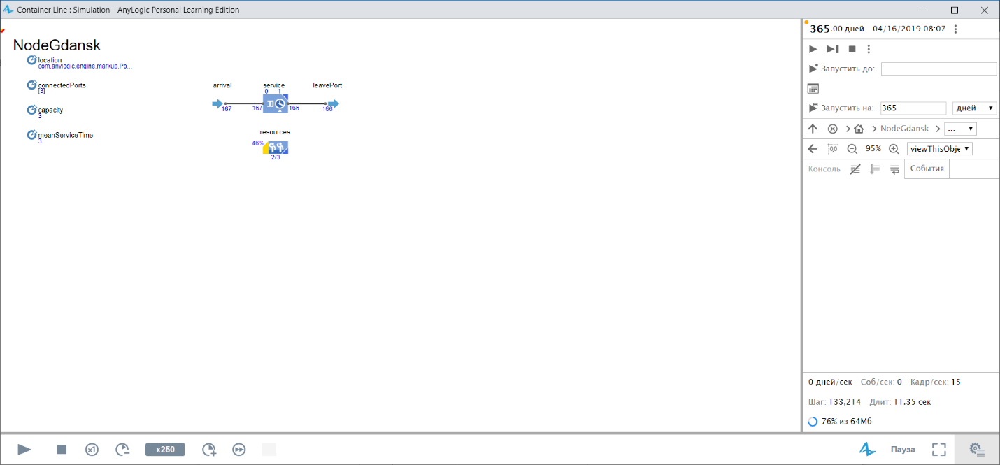 Container Line : Simulation - AnyLogic Personal Learning Edition
NodeGdansk
location
com.anylogic.engine.markup.Po...
connectedPorts
[3]
capacity
3
meanServiceTime
3
arrival
service
leavePort
0 1
167
167
166
166
resources
46%
2/3
365.00 дней 04/16/2019 08:07
Запустить до:
Запустить на: 365 дней
NodeGdansk ...
95% viewThisObje
Консоль События
0 дней/сек Соб/сек: 0 Кадр/сек: 15
Шаг: 133,214 Длит: 11.35 сек
76% из 64Мб
x1 x250 Пауза